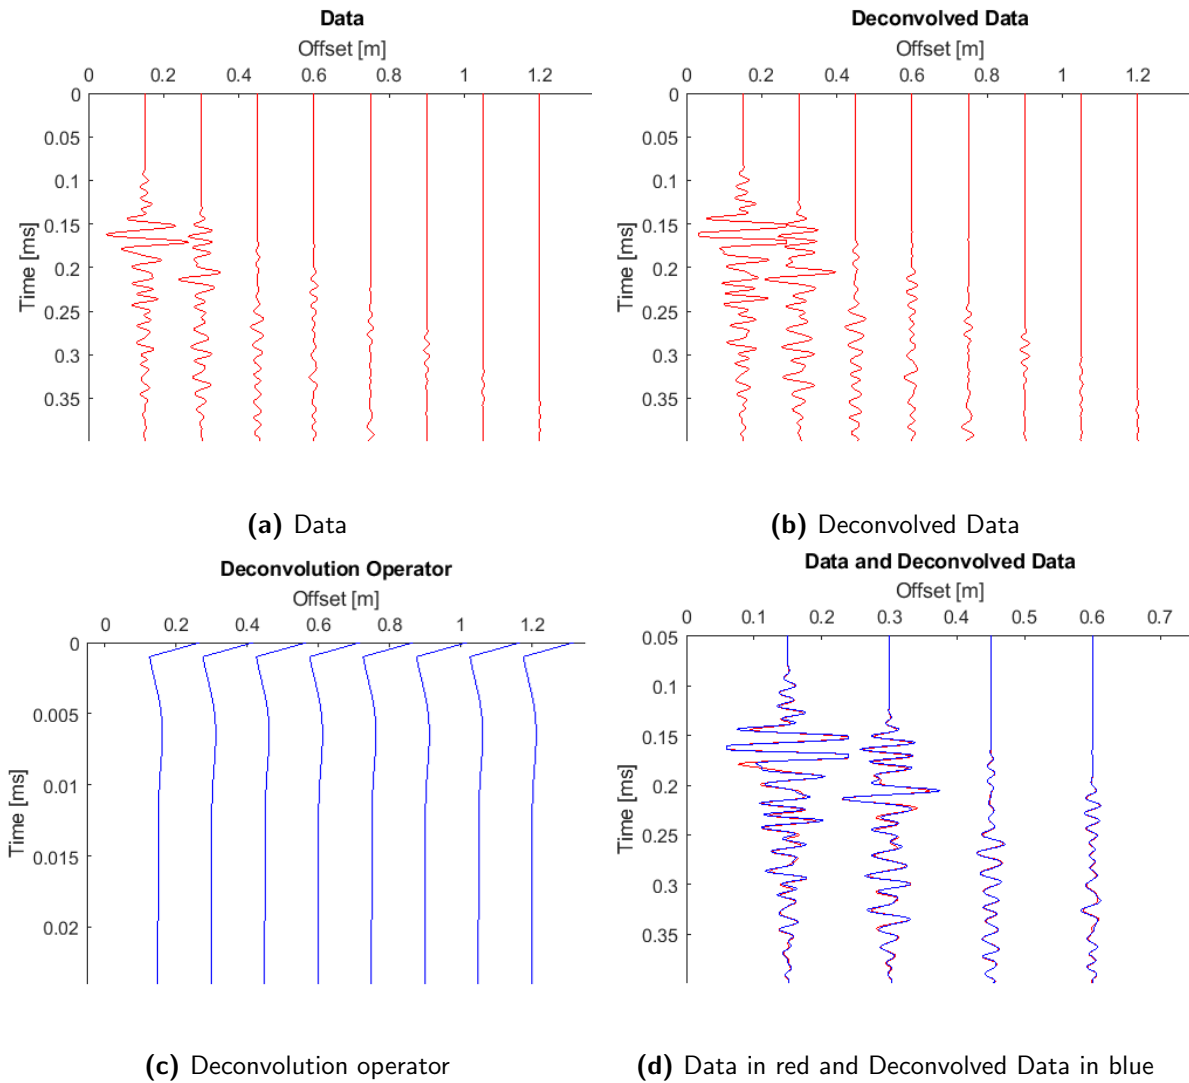 Data
Offset [m]
0 0.2 0.4 0.6 0.8 1 1.2
0
0.05
0.1
0.15
0.2
0.25
0.3
0.35
Time [ms]
(a) Data
Deconvolved Data
Offset [m]
0 0.2 0.4 0.6 0.8 1 1.2
0
0.05
0.1
0.15
0.2
0.25
0.3
0.35
Time [ms]
(b) Deconvolved Data
Deconvolution Operator
Offset [m]
0 0.2 0.4 0.6 0.8 1 1.2
0
0.005
0.01
0.015
0.02
Time [ms]
(c) Deconvolution operator
Data and Deconvolved Data
Offset [m]
0 0.1 0.2 0.3 0.4 0.5 0.6 0.7
0.05
0.1
0.15
0.2
0.25
0.3
0.35
Time [ms]
(d) Data in red and Deconvolved Data in blue